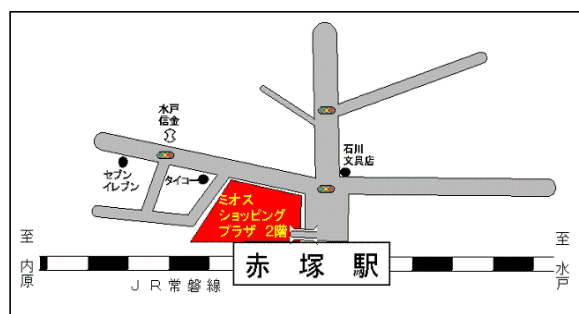 水戸
信金
セブン
イレブン
タイコー
石川
文具店
ミオス
ショッピング
プラザ 2階
至
内
原
至
水
戸
赤塚駅
JR常磐線